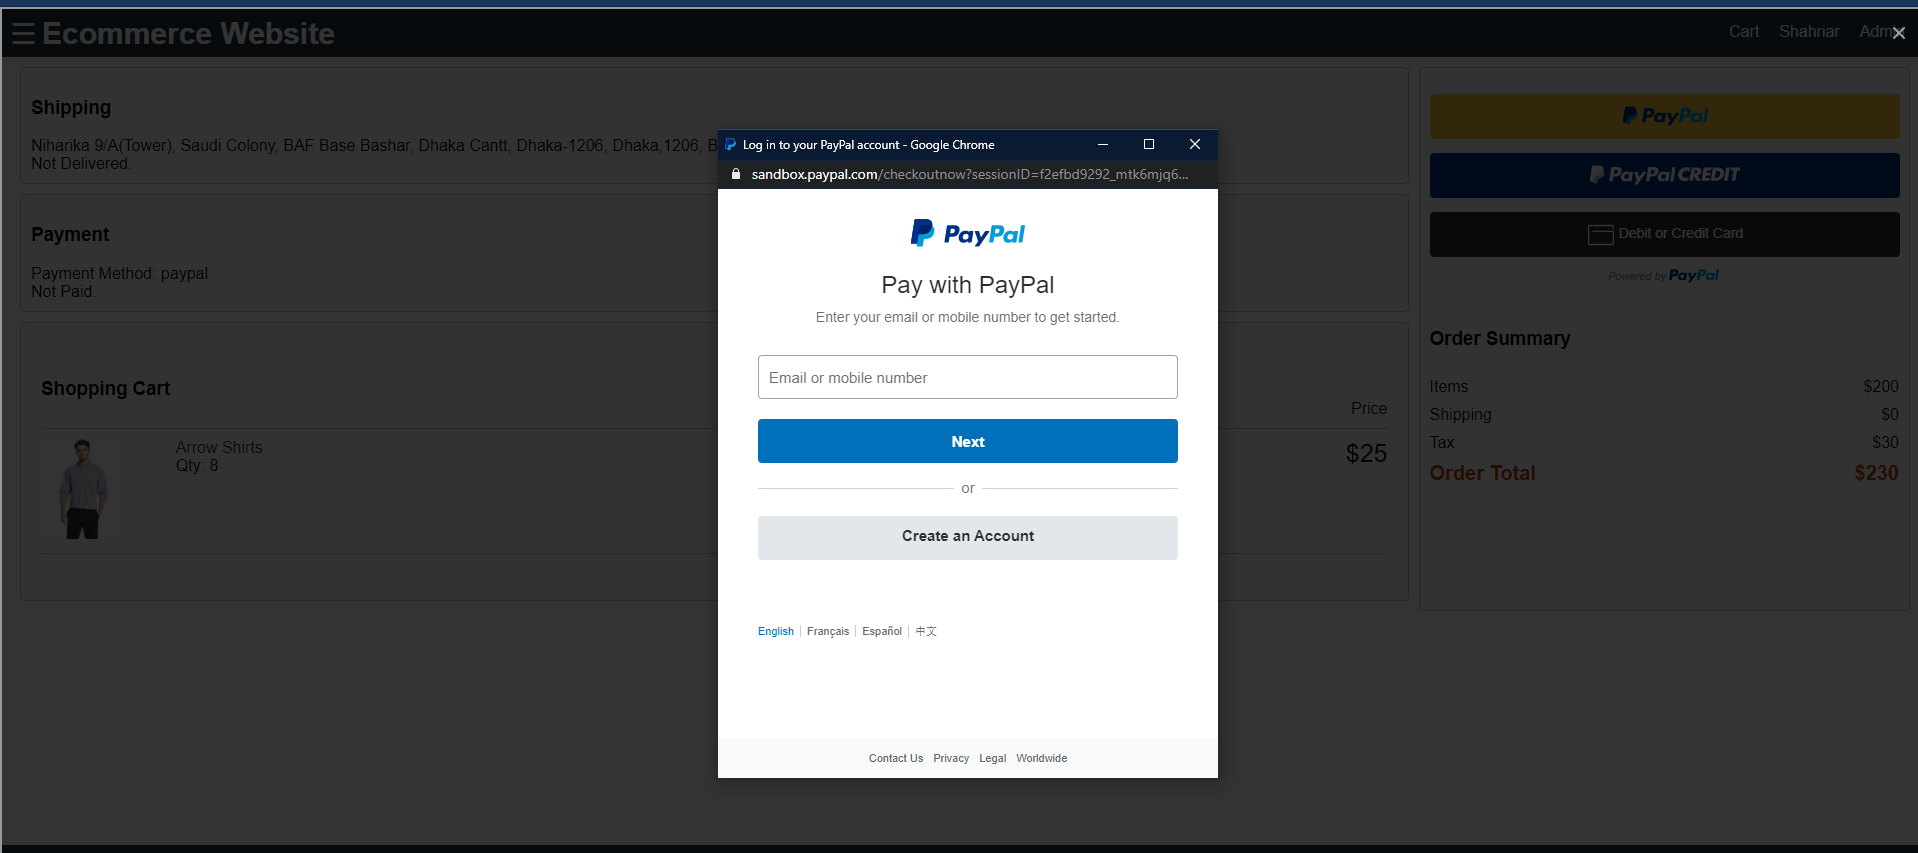 Ecommerce Website
Cart Shahriar Adm
Shipping
Niharika 9/A(Tower), Saudi Colony, BAF Base Bashar, Dhaka Cantt, Dhaka-1206, Dhaka,1206, B
Not Delivered.
Payment
Payment Method: paypal
Not Paid.
Shopping Cart
Price
Arrow Shirts
Qty: 8
$25
Log in to your PayPal account - Google Chrome
sandbox.paypal.com/checkoutnow?sessionID=f2efbd9292_mtk6mjq6...
PayPal
Pay with PayPal
Enter your email or mobile number to get started.
Email or mobile number
Next
or
Create an Account
English Français Español 中文
Contact Us Privacy Legal Worldwide
PayPal
PayPal CREDIT
Debit or Credit Card
Powered by PayPal
Order Summary
Items $200
Shipping $0
Tax $30
Order Total $230